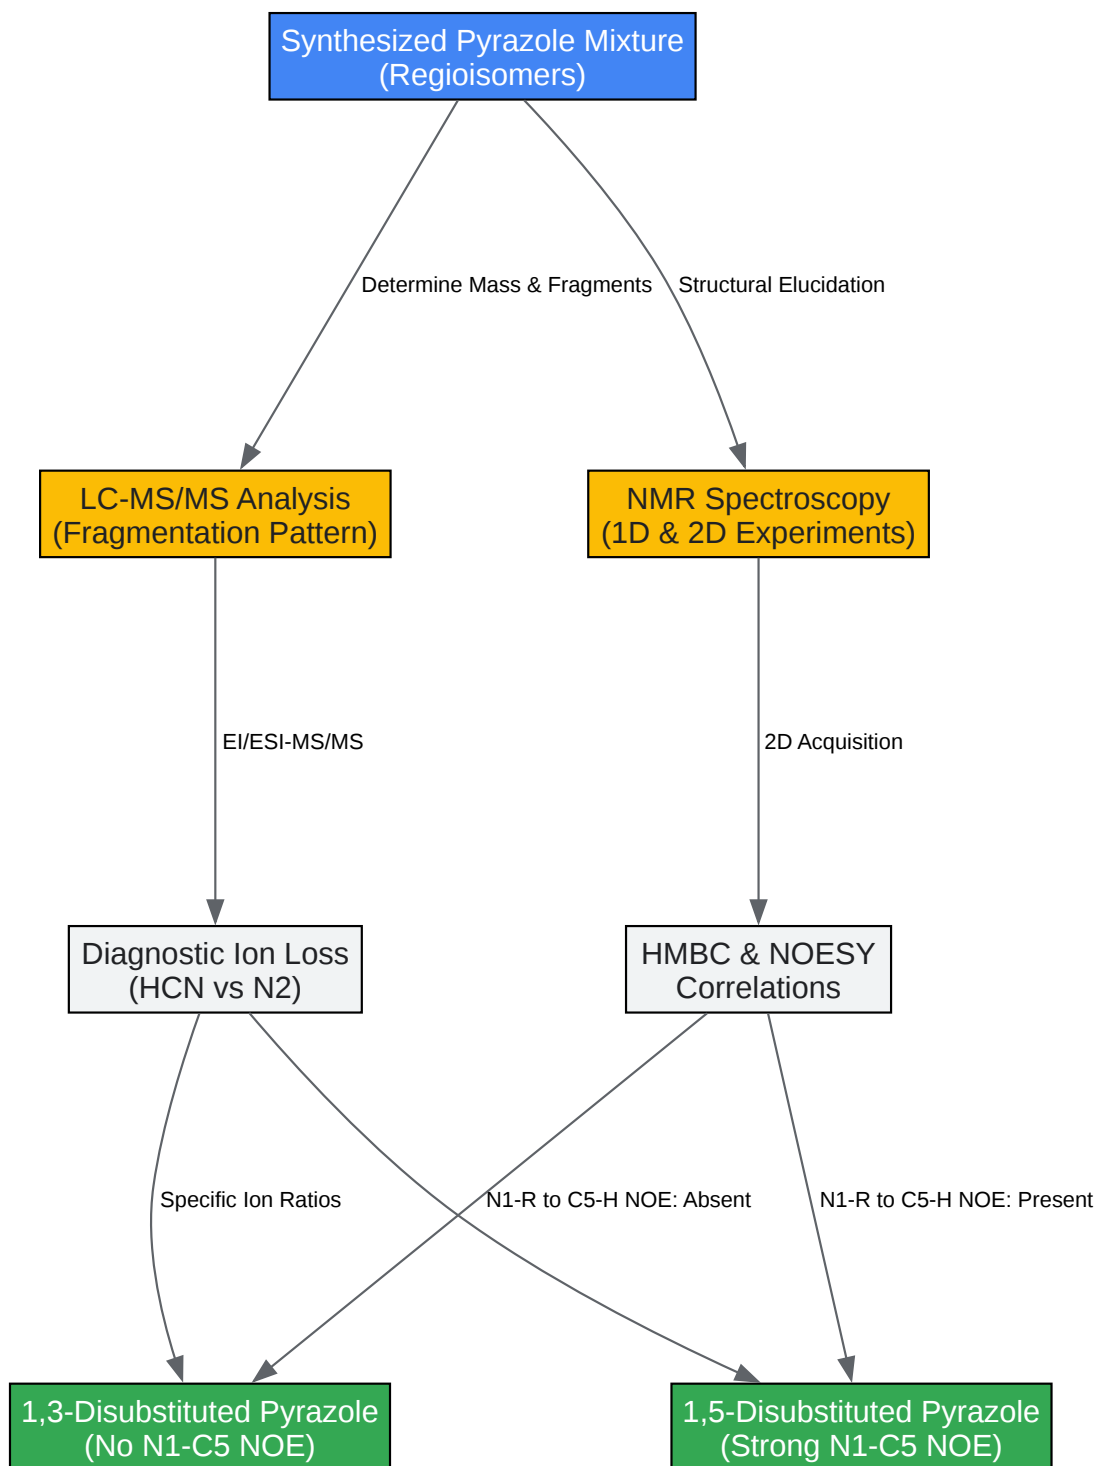 Synthesized Pyrazole Mixture
(Regioisomers)
Determine Mass & Fragments
Structural Elucidation
LC-MS/MS Analysis
(Fragmentation Pattern)
NMR Spectroscopy
(1D & 2D Experiments)
EI/ESI-MS/MS
2D Acquisition
Diagnostic Ion Loss
(HCN vs N2)
HMBC & NOESY
Correlations
Specific Ion Ratios
N1-R to C5-H NOE: Absent
N1-R to C5-H NOE: Present
1,3-Disubstituted Pyrazole
(No N1-C5 NOE)
1,5-Disubstituted Pyrazole
(Strong N1-C5 NOE)